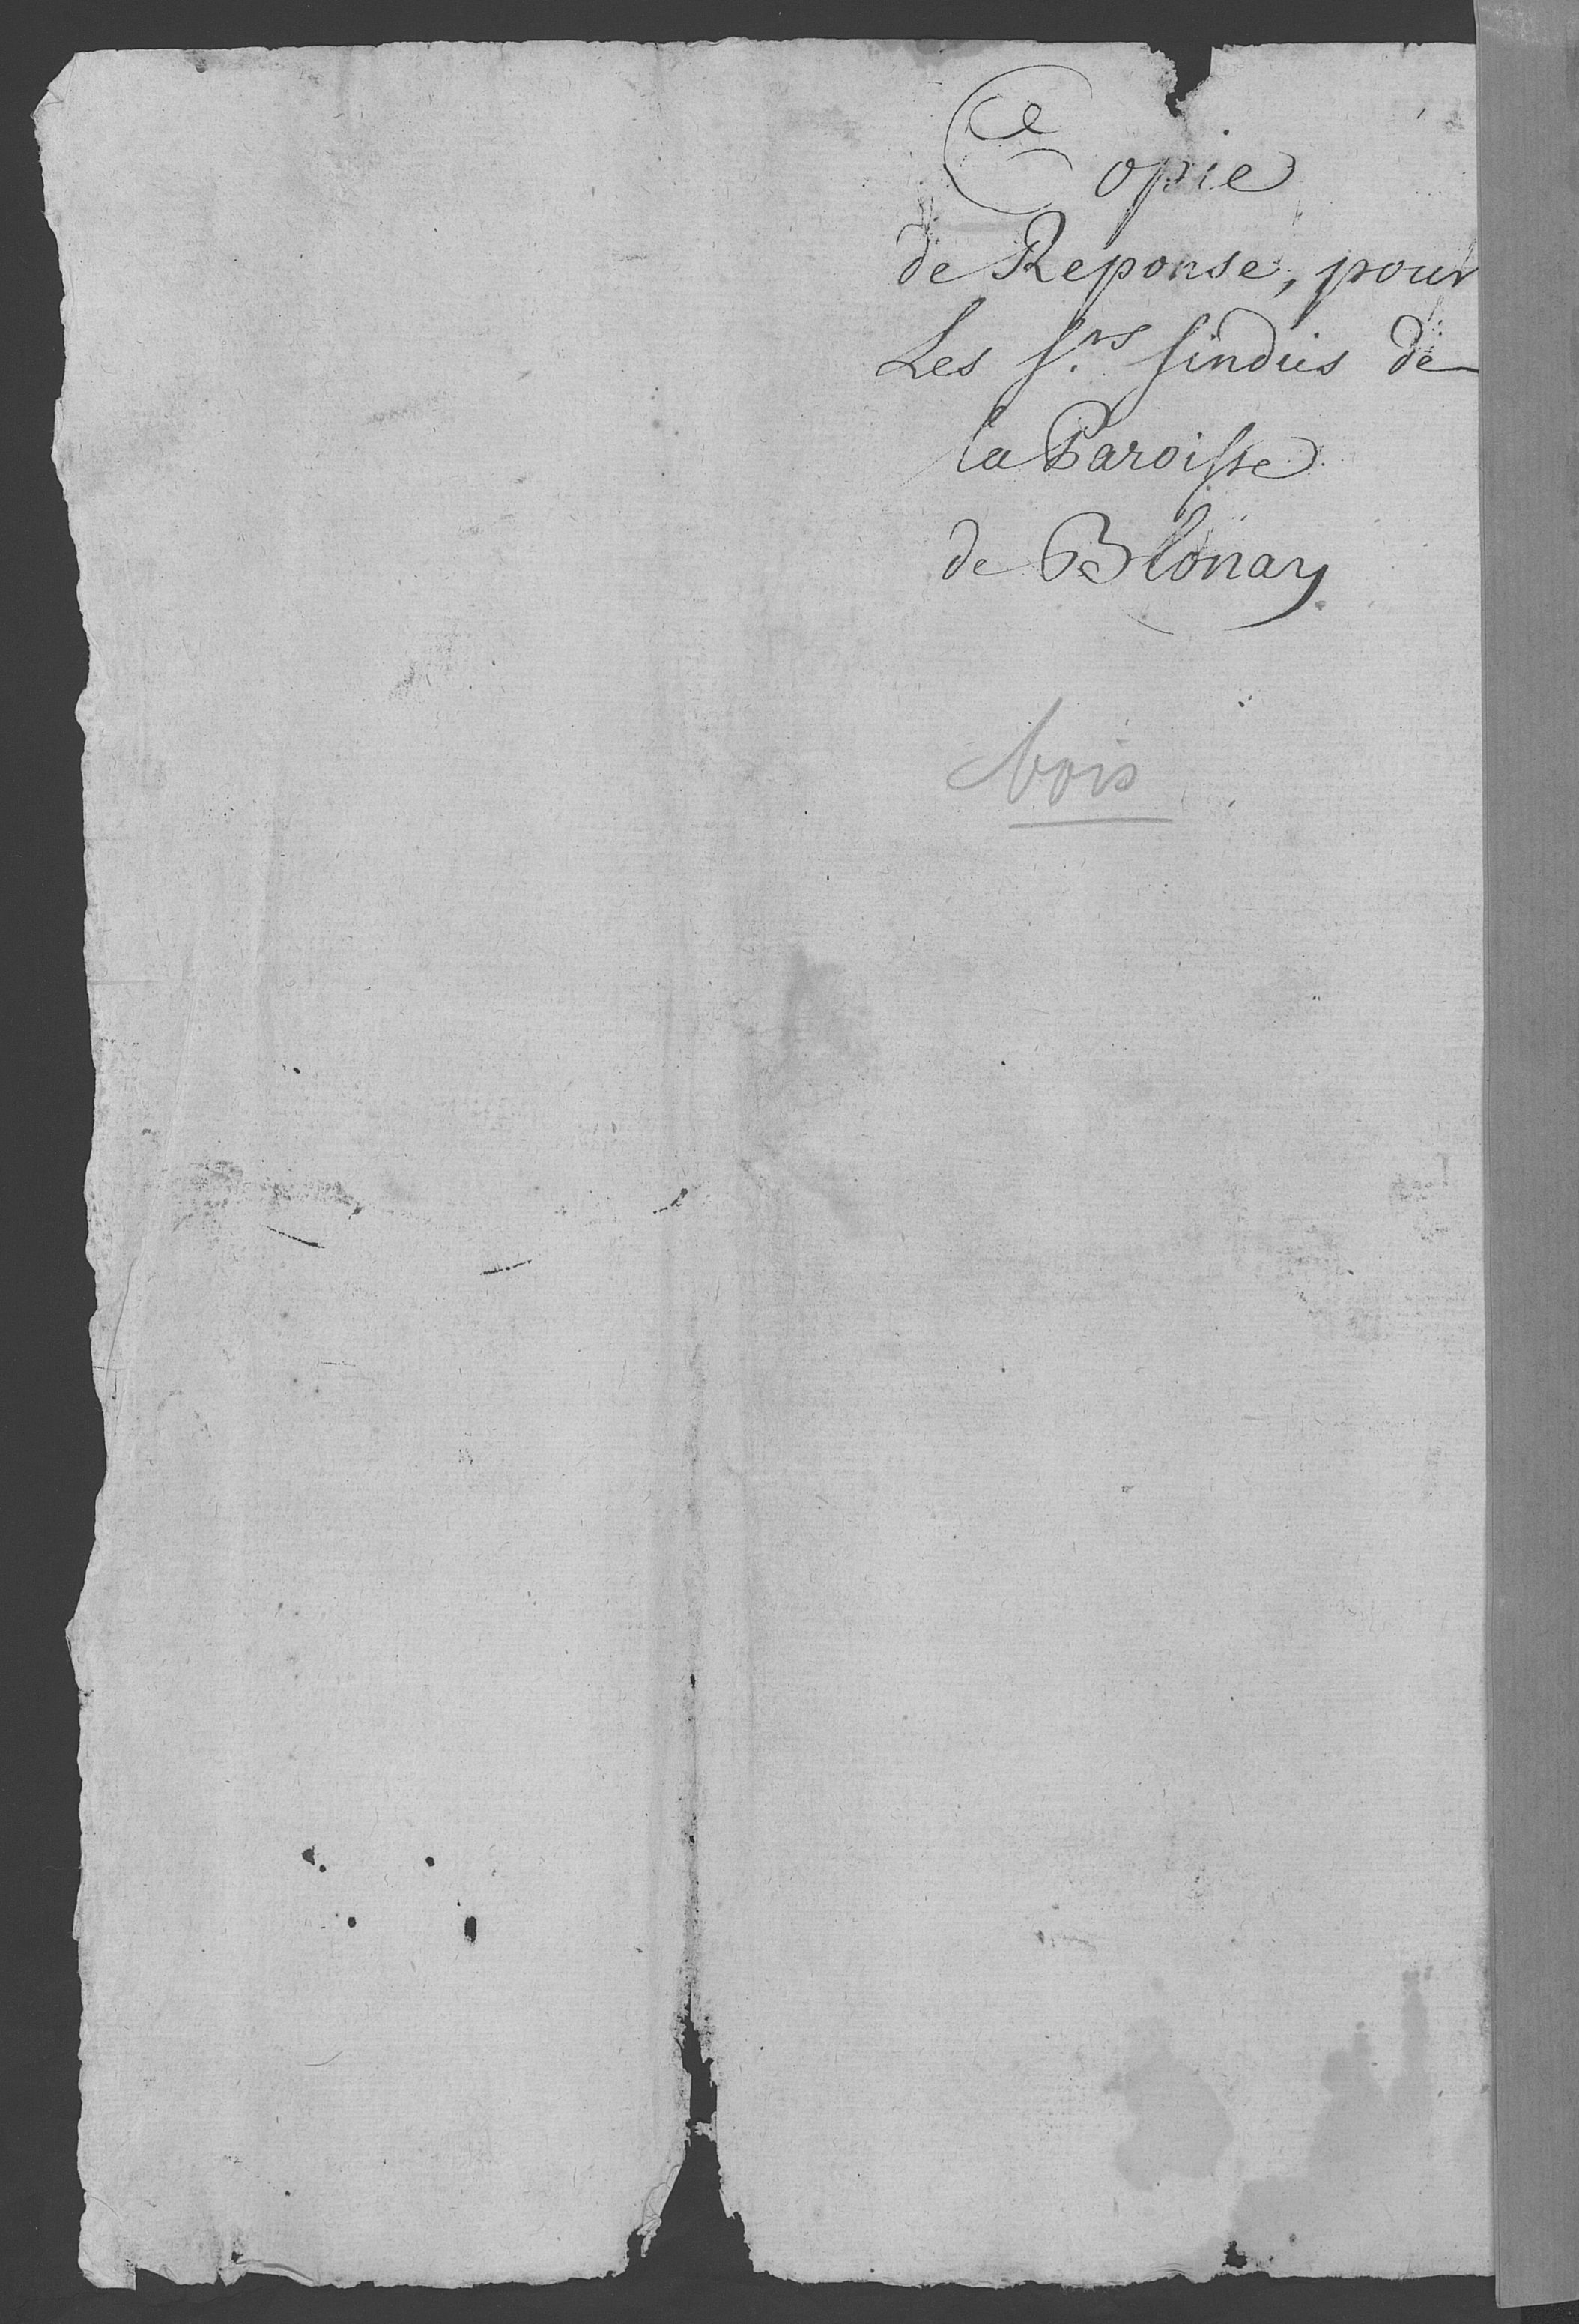 Copie
de Reponse, pour
Les S.rs sindics de
la Paroisse
de Blonay
bois